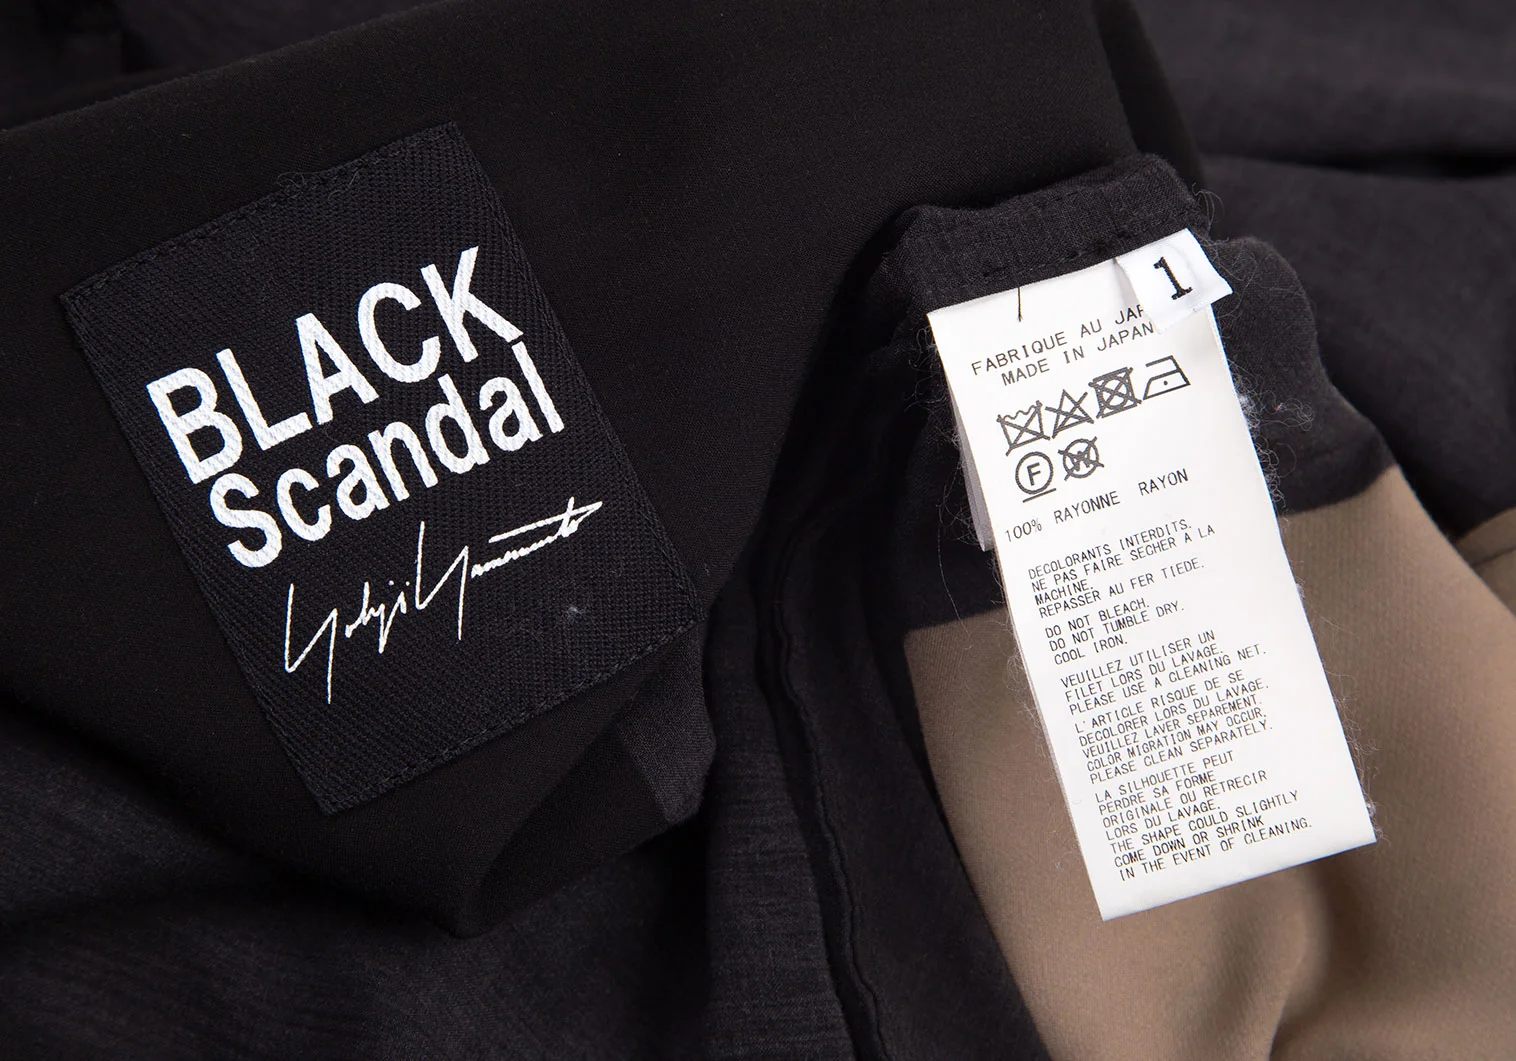 BLACK
Scandal
Yohji Yamamoto
1
FABRIQUE AU JAP
MADE IN JAPAN
F
W
100% RAYONNE RAYON
DECOLORANTS INTERDITS.
NE PAS FAIRE SECHER A LA
MACHINE.
REPASSER AU FER TIEDE.
DO NOT BLEACH.
DO NOT TUMBLE DRY.
COOL IRON.
VEUILLEZ UTILISER UN
FILET LORS DU LAVAGE.
PLEASE USE A CLEANING NET.
L'ARTICLE RISQUE DE SE
DECOLORER LORS DU LAVAGE.
VEUILLEZ LAVER SEPAREMENT.
COLOR MIGRATION MAY OCCUR.
PLEASE CLEAN SEPARATELY.
LA SILHOUETTE PEUT
PERDRE SA FORME
ORIGINALE OU RETRECIR
LORS DU LAVAGE.
THE SHAPE COULD SLIGHTLY
COME DOWN OR SHRINK
IN THE EVENT OF CLEANING.